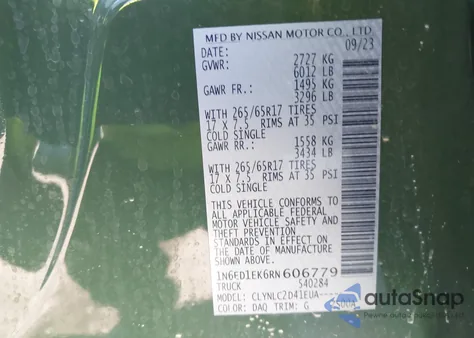 MFD BY NISSAN MOTOR CO., LTD
DATE: 09/23
GVWR: 2727 KG
6012 LB
GAWR FR.: 1495 KG
3296 LB
WITH 265/65R17 TIRES
17 X 7.5 RIMS AT 35 PSI
COLD SINGLE
GAWR RR.: 1558 KG
3434 LB
WITH 265/65R17 TIRES
17 X 7.5 RIMS AT 35 PSI
COLD SINGLE
THIS VEHICLE CONFORMS TO
ALL APPLICABLE FEDERAL
MOTOR VEHICLE SAFETY AND
THEFT PREVENTION
STANDARDS IN EFFECT ON
THE DATE OF MANUFACTURE
SHOWN ABOVE.
1N6ED1EK6RN606779
TRUCK 540284
MODEL: CLYNLC2D41EUA
COLOR: DAQ TRIM: G
autoSnap